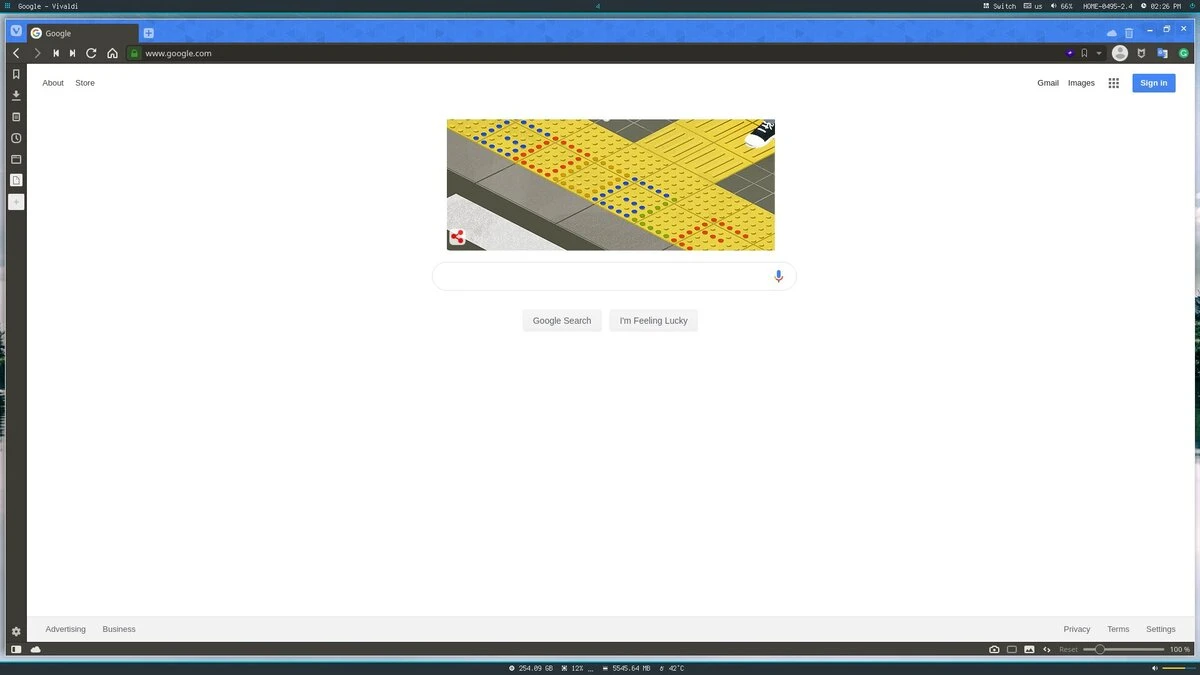 Google - Vivaldi
Switch us 66% HOME-0495-2.4 02:26 PM
Google
www.google.com
About Store
Gmail Images Sign in
Google Search I'm Feeling Lucky
Advertising Business
Privacy Terms Settings
Reset 100 %
254.09 GB 12% 5545.64 MB 42°C